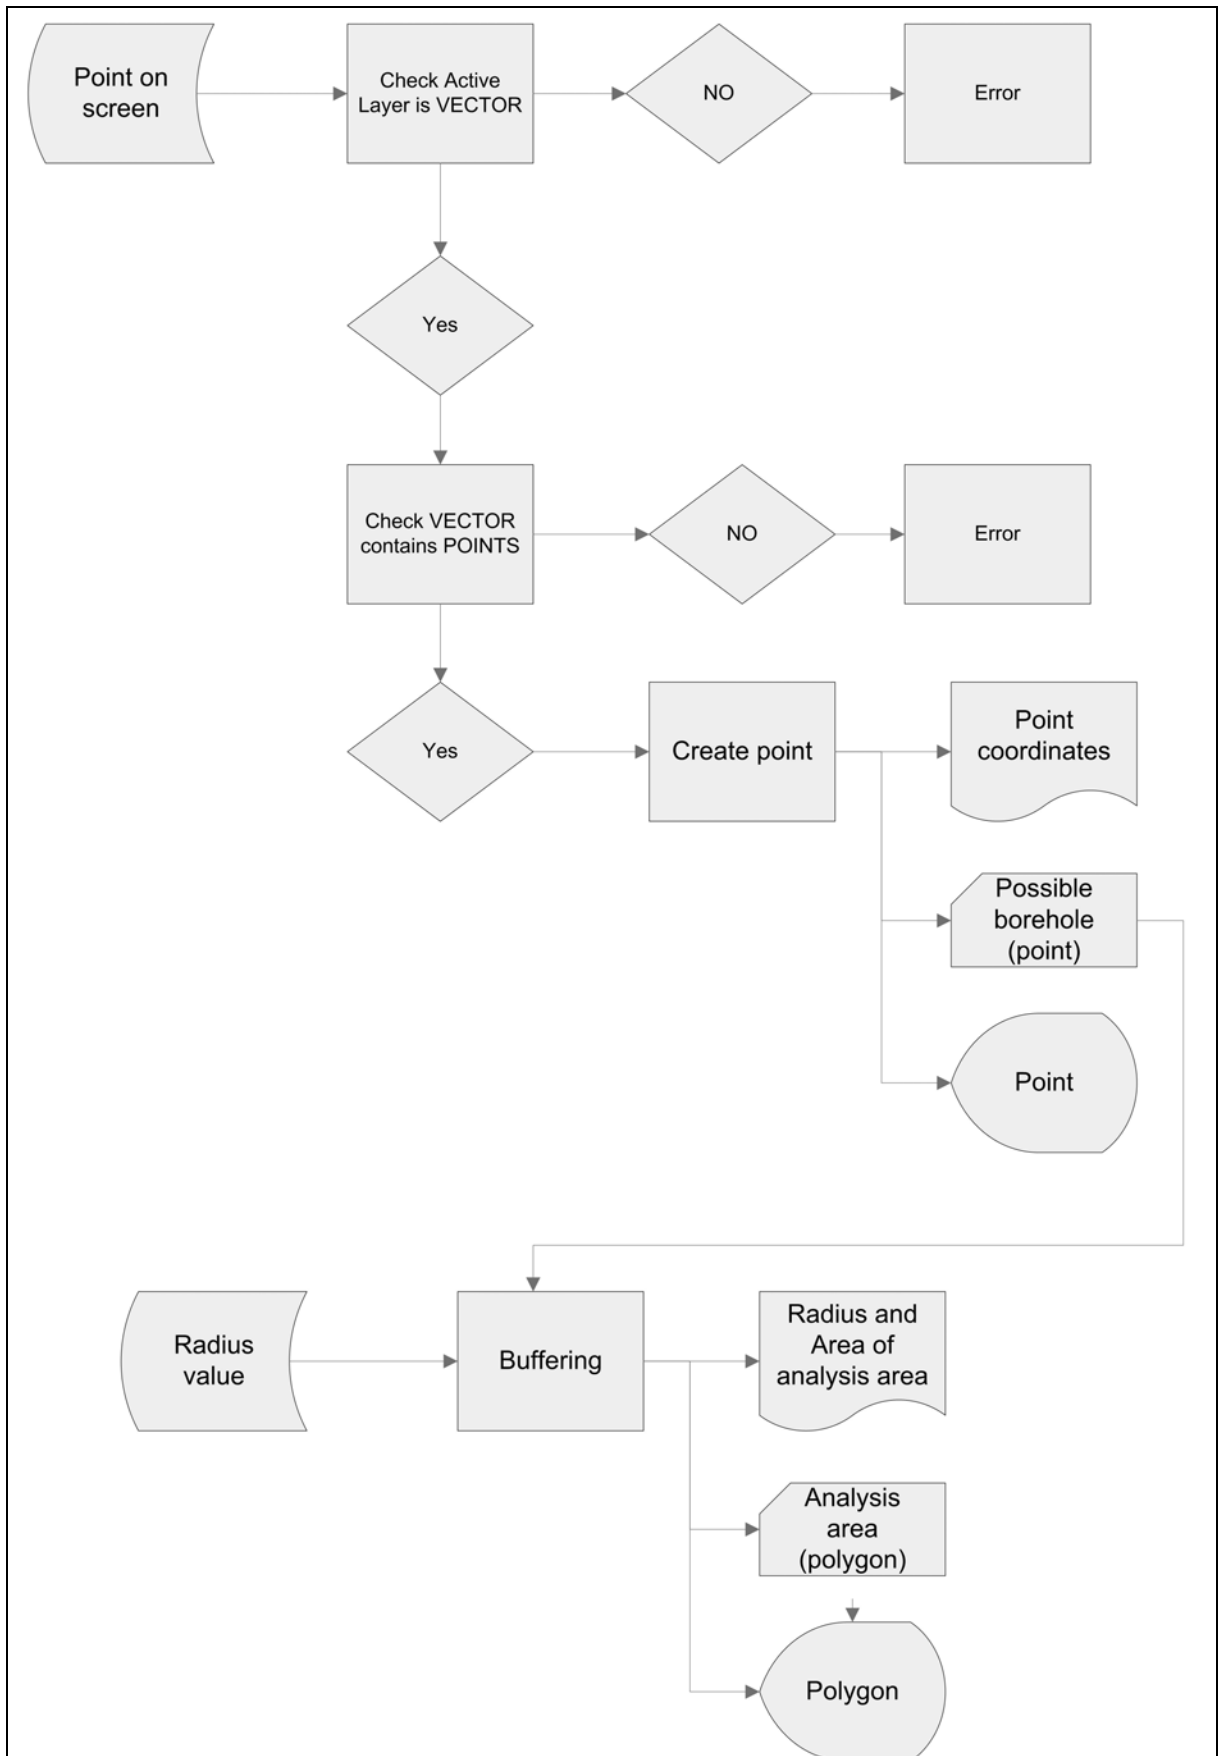 Point on
screen
Check Active
Layer is VECTOR
NO
Error
Yes
Check VECTOR
contains POINTS
NO
Error
Yes
Create point
Point
coordinates
Possible
borehole
(point)
Point
Radius
value
Buffering
Radius and
Area of
analysis area
Analysis
area
(polygon)
Polygon